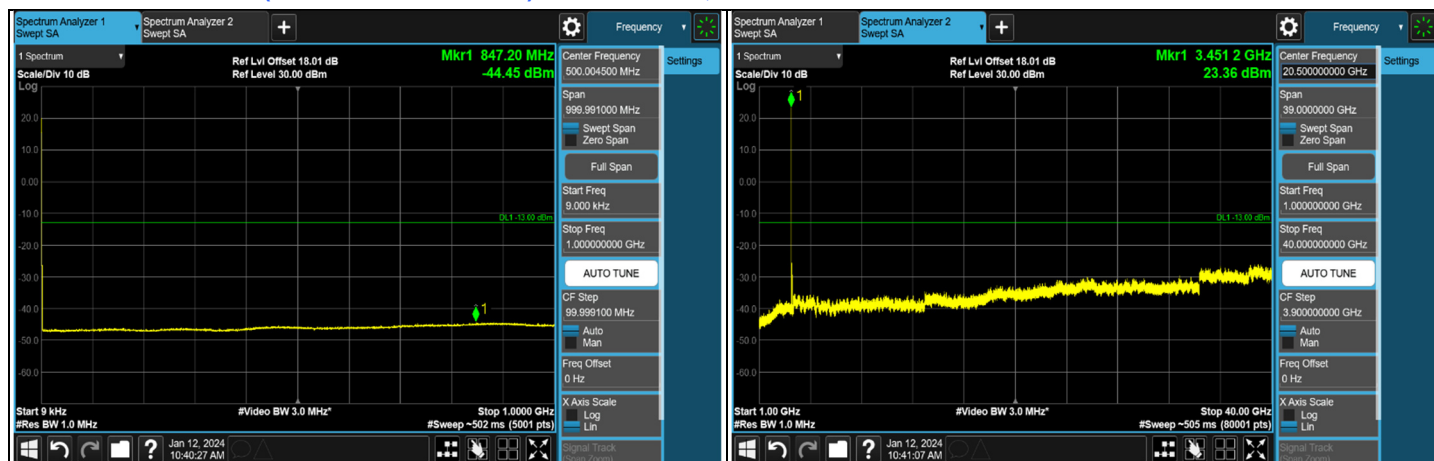 Spectrum Analyzer 1
Swept SA
Spectrum Analyzer 2
Swept SA
Frequency
1 Spectrum
Scale/Div 10 dB
Log
Ref Lvl Offset 18.01 dB
Ref Level 30.00 dBm
Mkr1 847.20 MHz
-44.45 dBm
1
20.0
10.0
0.00
-10.0
-20.0
-30.0
-40.0
-50.0
-60.0
DL1 -13.00 dBm
Start 9 kHz
#Res BW 1.0 MHz
#Video BW 3.0 MHz*
Stop 1.0000 GHz
#Sweep ~502 ms (5001 pts)
Center Frequency
500.004500 MHz
Settings
Span
999.991000 MHz
Swept Span
Zero Span
Full Span
Start Freq
9.000 kHz
Stop Freq
1.000000000 GHz
AUTO TUNE
CF Step
99.999100 MHz
Auto
Man
Freq Offset
0 Hz
X Axis Scale
Log
Lin
Signal Track
(Span Zoom)
?
Jan 12, 2024
10:40:27 AM
Spectrum Analyzer 1
Swept SA
Spectrum Analyzer 2
Swept SA
Frequency
1 Spectrum
Scale/Div 10 dB
Log
Ref Lvl Offset 18.01 dB
Ref Level 30.00 dBm
Mkr1 3.451 2 GHz
23.36 dBm
1
20.0
10.0
0.00
-10.0
-20.0
-30.0
-40.0
-50.0
-60.0
DL1 -13.00 dBm
Start 1.00 GHz
#Res BW 1.0 MHz
#Video BW 3.0 MHz*
Stop 40.00 GHz
#Sweep ~505 ms (80001 pts)
Center Frequency
20.500000000 GHz
Settings
Span
39.0000000 GHz
Swept Span
Zero Span
Full Span
Start Freq
1.000000000 GHz
Stop Freq
40.000000000 GHz
AUTO TUNE
CF Step
3.900000000 GHz
Auto
Man
Freq Offset
0 Hz
X Axis Scale
Log
Lin
Signal Track
(Span Zoom)
?
Jan 12, 2024
10:41:07 AM